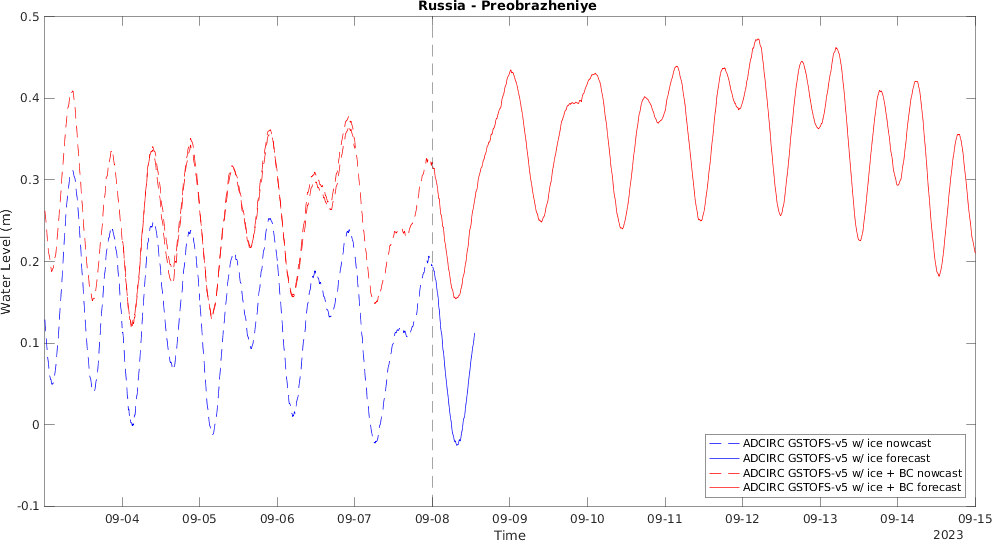 Russia - Preobrazheniye
Water Level (m)
0.5
0.4
0.3
0.2
0.1
0
-0.1
ADCIRC GSTOFS-v5 w/ ice nowcast
ADCIRC GSTOFS-v5 w/ ice forecast
ADCIRC GSTOFS-v5 w/ ice + BC nowcast
ADCIRC GSTOFS-v5 w/ ice + BC forecast
09-04 09-05 09-06 09-07 09-08 09-09 09-10 09-11 09-12 09-13 09-14 09-15
Time
2023